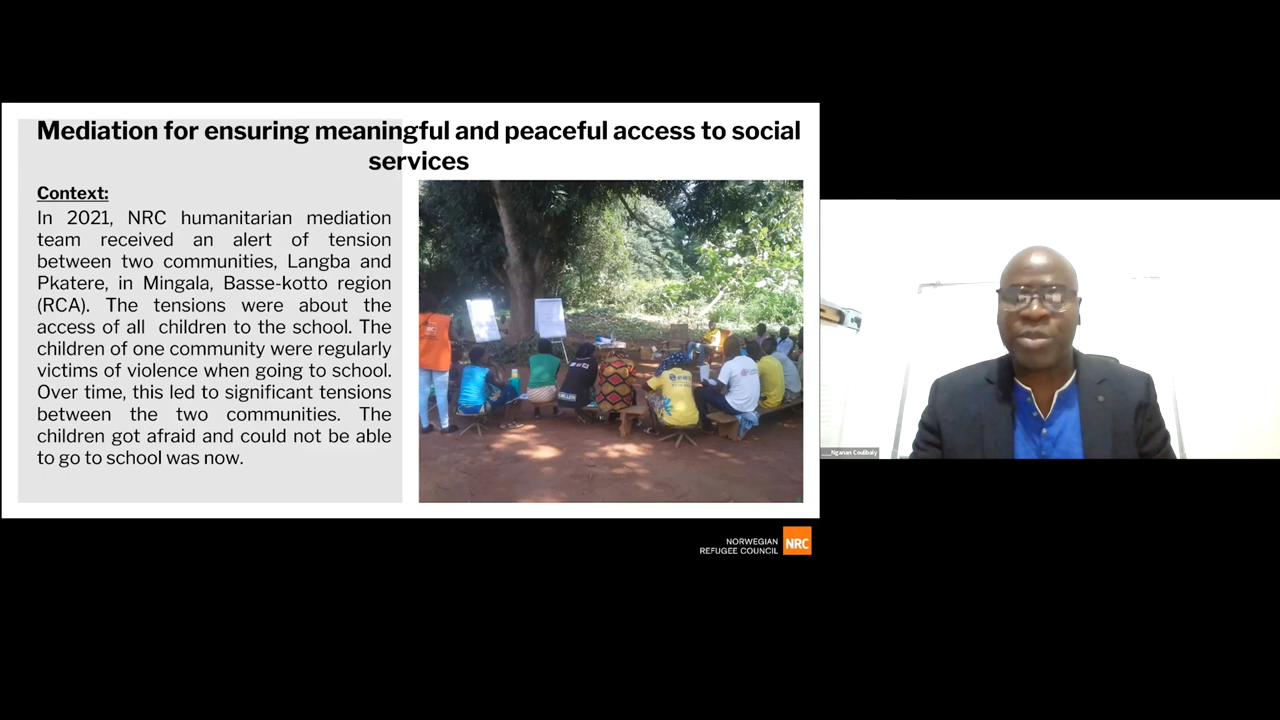 Mediation for ensuring meaningful and peaceful access to social
services
Context:
In 2021, NRC humanitarian mediation
team received an alert of tension
between two communities, Langba and
Pkatere, in Mingala, Basse-kotto region
(RCA). The tensions were about the
access of all children to the school. The
children of one community were regularly
victims of violence when going to school.
Over time, this led to significant tensions
between the two communities. The
children got afraid and could not be able
to go to school was now.
NORWEGIAN
REFUGEE COUNCIL
NRC
___Nganan Coulibaly